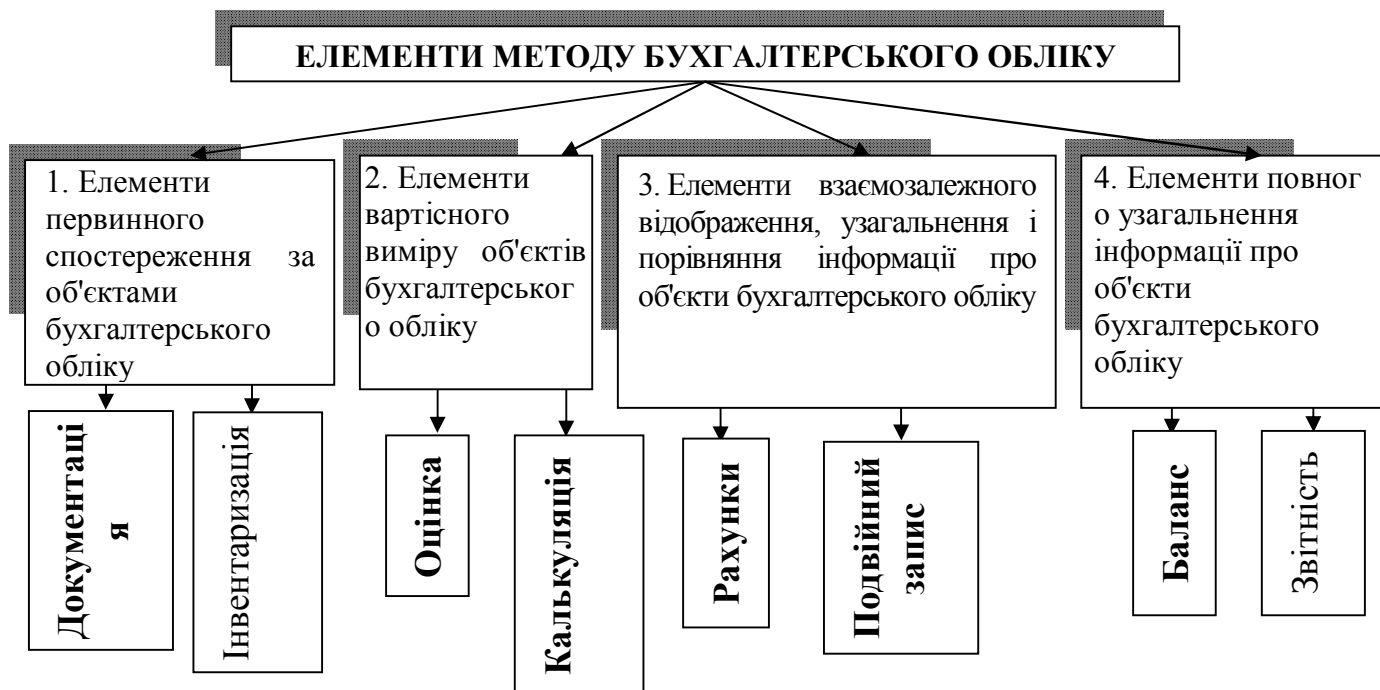 ЕЛЕМЕНТИ МЕТОДУ БУХГАЛТЕРСЬКОГО ОБЛІКУ
1. Елементи
первинного
спостереження за
об'єктами
бухгалтерського
обліку
2. Елементи
вартісного
виміру об'єктів
бухгалтерськог
о обліку
3. Елементи взаємозалежного
відображення, узагальнення і
порівняння інформації про
об'єкти бухгалтерського обліку
4. Елементи повног
о узагальнення
інформації про
об'єкти
бухгалтерського
обліку
Документаці
я
Інвентаризація
Оцінка
Калькуляція
Рахунки
Подвійний
запис
Баланс
Звітність